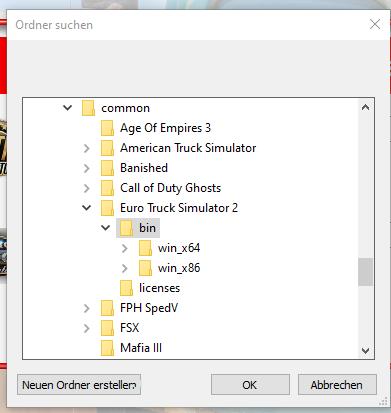 Ordner suchen
common
Age Of Empires 3
American Truck Simulator
Banished
Call of Duty Ghosts
Euro Truck Simulator 2
bin
win_x64
win_x86
licenses
FPH SpedV
FSX
Mafia III
Neuen Ordner erstellen
OK
Abbrechen